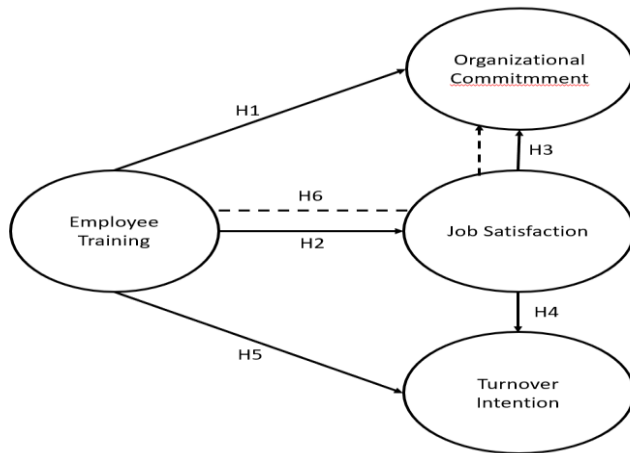 Organizational
Commitmment
H1
H3
H6
Employee
Training
H2
Job Satisfaction
H4
H5
Turnover
Intention